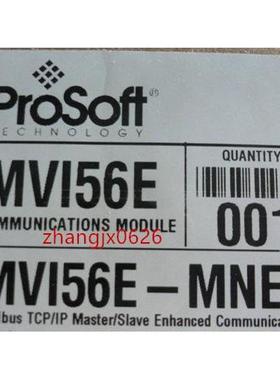 ProSoft®
TECHNOLOGY
MVI56E
QUANTITY
COMMUNICATIONS MODULE
001
zhangjx0626
MVI56E-MNE
bus TCP/IP Master/Slave Enhanced Communica